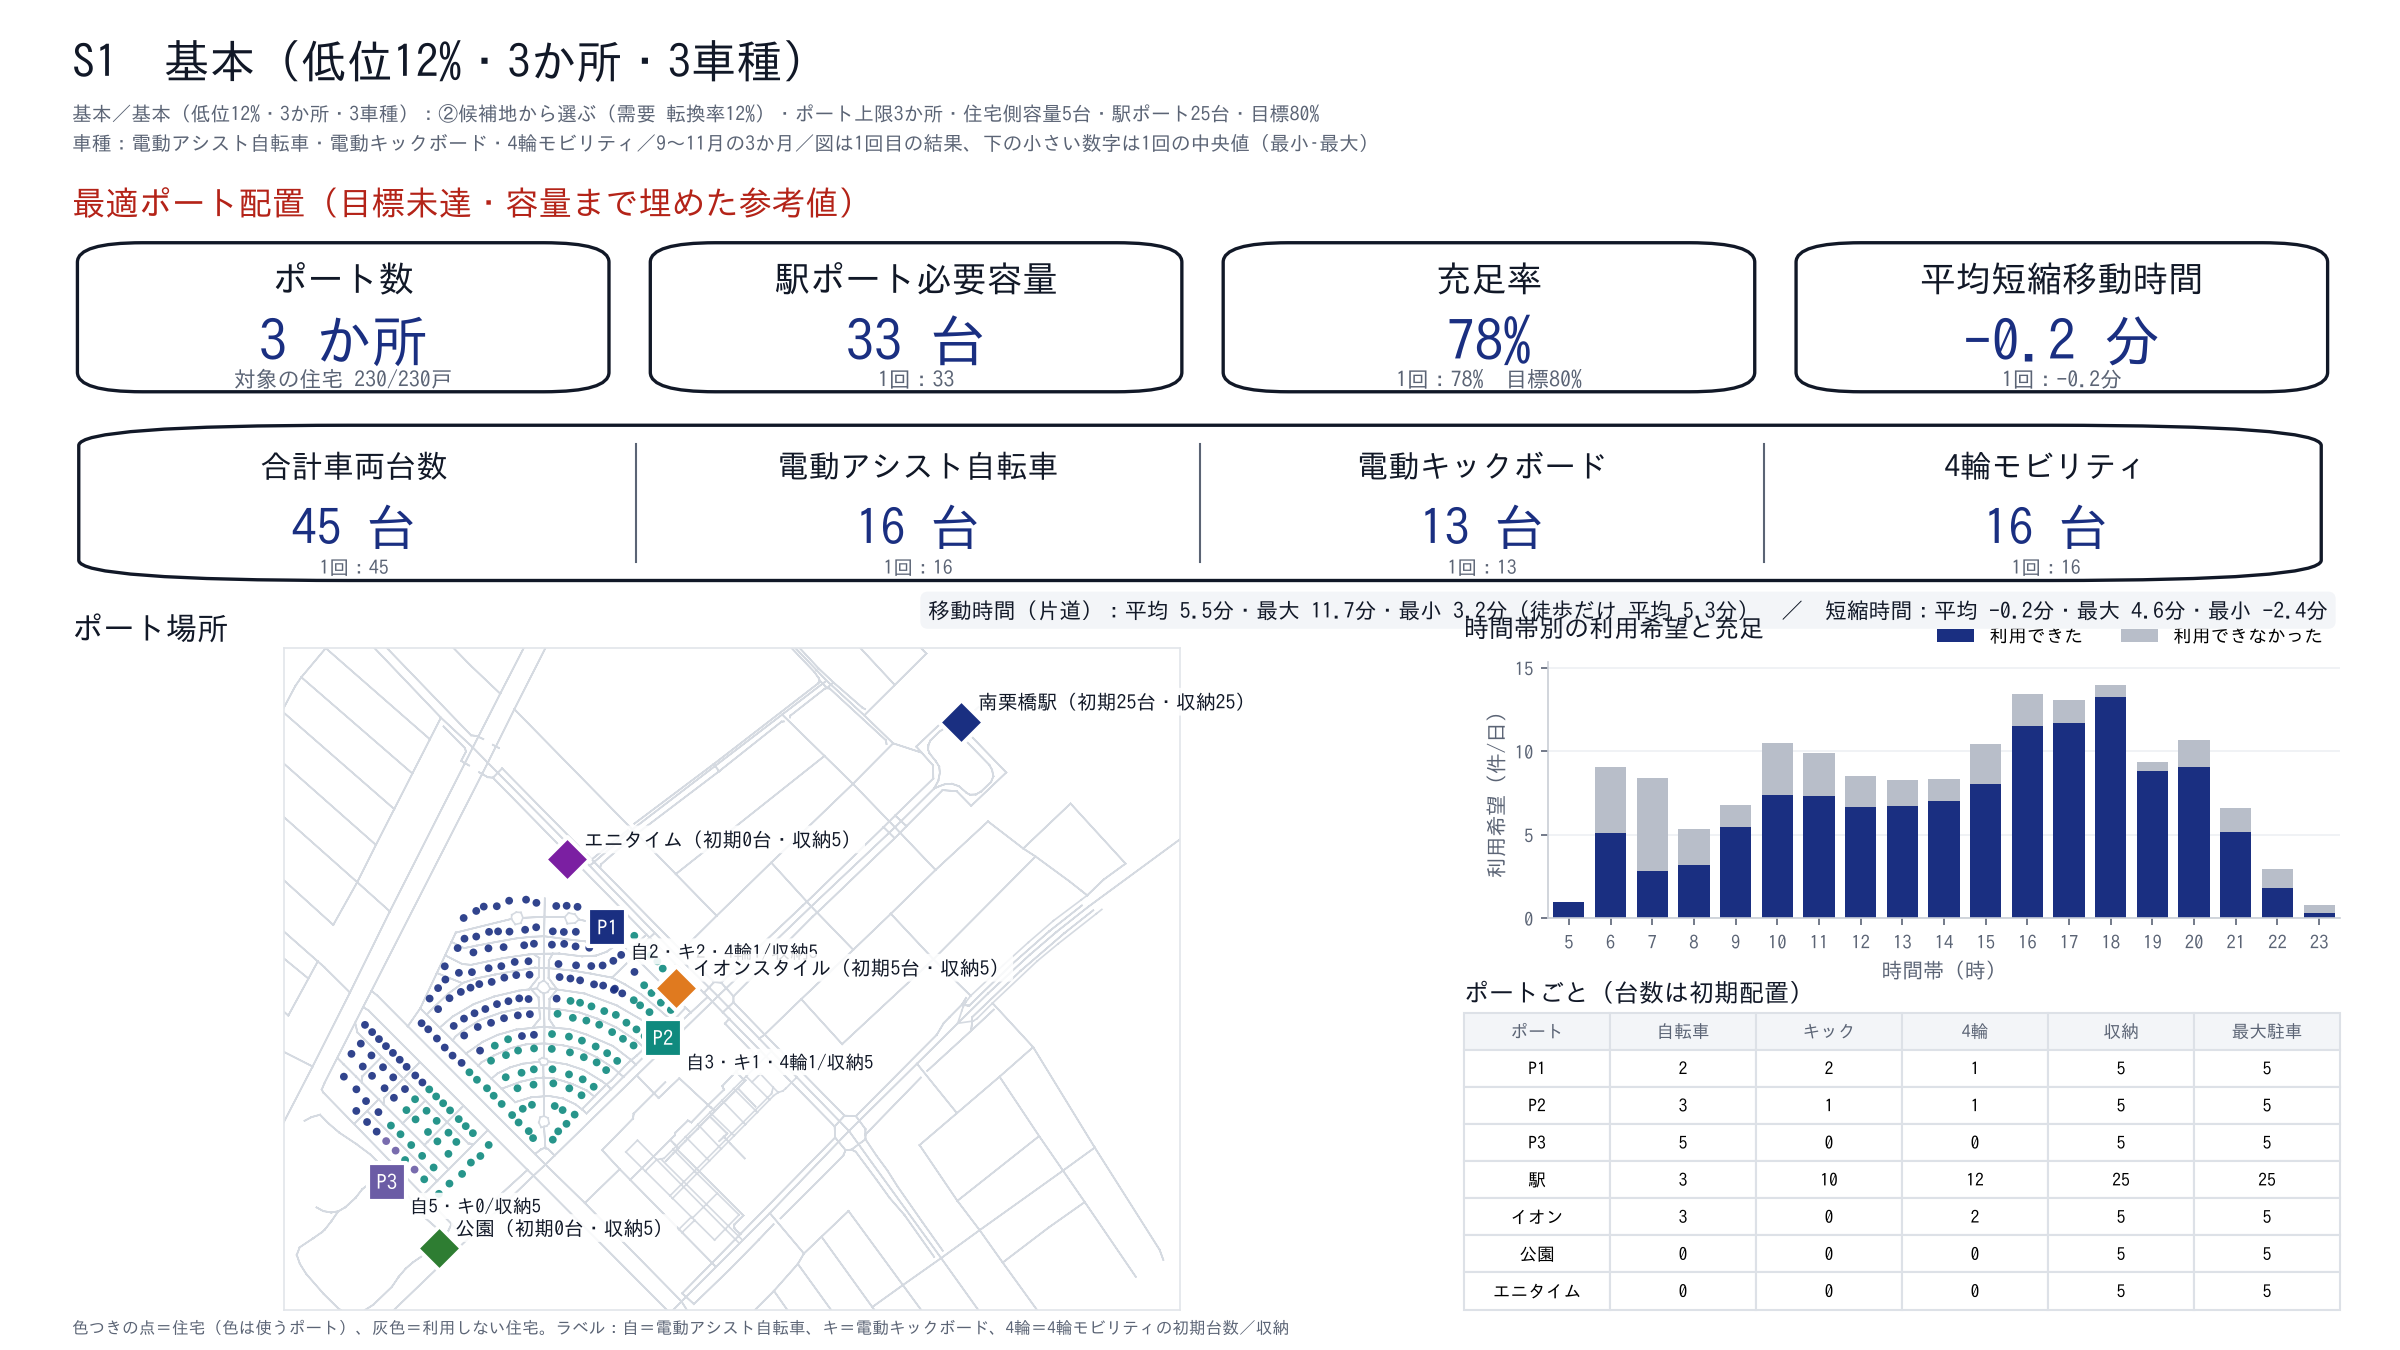 S1　基本（低位12%・3か所・3車種）
基本／基本（低位12%・3か所・3車種）：②候補地から選ぶ（需要 転換率12%）・ポート上限3か所・住宅側容量5台・駅ポート25台・目標80%
車種：電動アシスト自転車・電動キックボード・4輪モビリティ／9～11月の3か月／図は1回目の結果、下の小さい数字は1回の中央値（最小-最大）
最適ポート配置（目標未達・容量まで埋めた参考値）
ポート数
3 か所
対象の住宅 230/230戸
駅ポート必要容量
33 台
1回：33
充足率
78%
1回：78%　目標80%
平均短縮移動時間
-0.2 分
1回：-0.2分
合計車両台数
45 台
1回：45
電動アシスト自転車
16 台
1回：16
電動キックボード
13 台
1回：13
4輪モビリティ
16 台
1回：16
移動時間（片道）：平均 5.5分・最大 11.7分・最小 3.2分（徒歩だけ 平均 5.3分）　／　短縮時間：平均 -0.2分・最大 4.6分・最小 -2.4分
ポート場所
南栗橋駅（初期25台・収納25）
エニタイム（初期0台・収納5）
P1
自2・キ2・4輪1/収納5
イオンスタイル（初期5台・収納5）
P2
自3・キ1・4輪1/収納5
P3
自5・キ0/収納5
公園（初期0台・収納5）
時間帯別の利用希望と充足
利用できた
利用できなかった
利用希望（件/日）
15
10
5
0
5 6 7 8 9 10 11 12 13 14 15 16 17 18 19 20 21 22 23
時間帯（時）
ポートごと（台数は初期配置）
ポート 自転車 キック 4輪 収納 最大駐車
P1 2 2 1 5 5
P2 3 1 1 5 5
P3 5 0 0 5 5
駅 3 10 12 25 25
イオン 3 0 2 5 5
公園 0 0 0 5 5
エニタイム 0 0 0 5 5
色つきの点＝住宅（色は使うポート）、灰色＝利用しない住宅。ラベル：自＝電動アシスト自転車、キ＝電動キックボード、4輪＝4輪モビリティの初期台数／収納